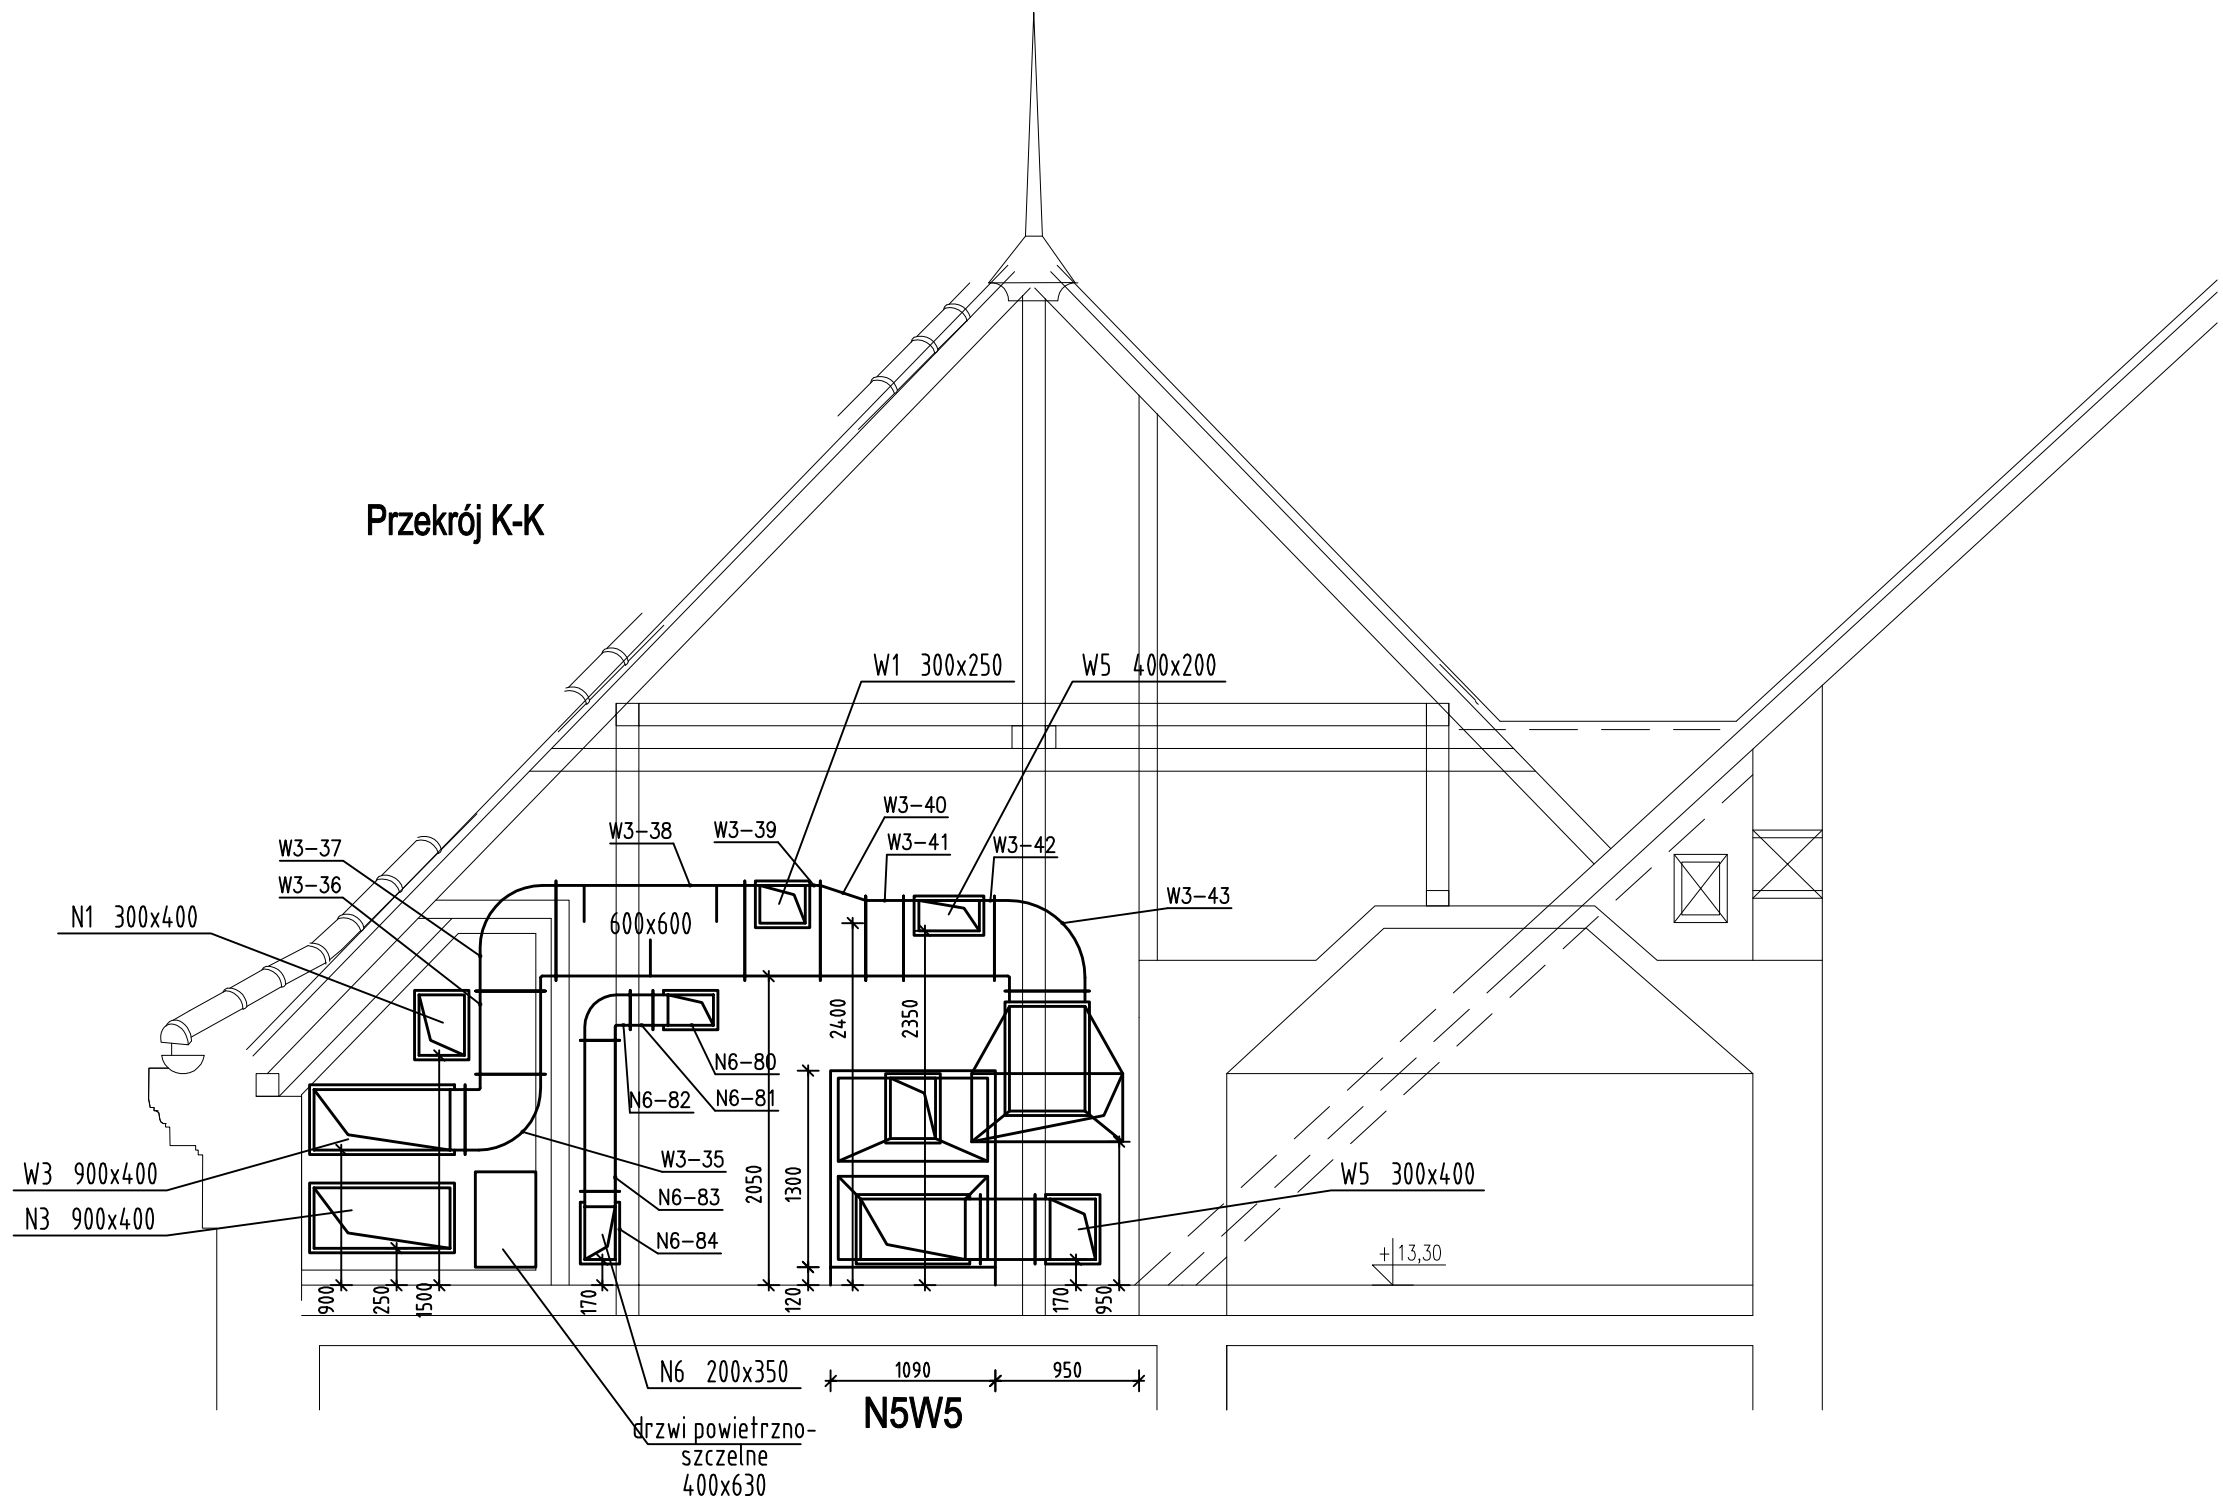 Przekrój K-K
W1 300x250
W5 400x200
W3-40
W3-38
W3-39
W3-41
W3-42
W3-37
W3-36
W3-43
N1 300x400
600x600
2400
2350
N6-80
N6-82
N6-81
W3-35
W3 900x400
2050
1300
W5 300x400
N6-83
N3 900x400
N6-84
+13,30
900
250
1500
170
120
170
950
N6 200x350
1090
950
N5W5
drzwi powietrzno-
szczelne
400x630